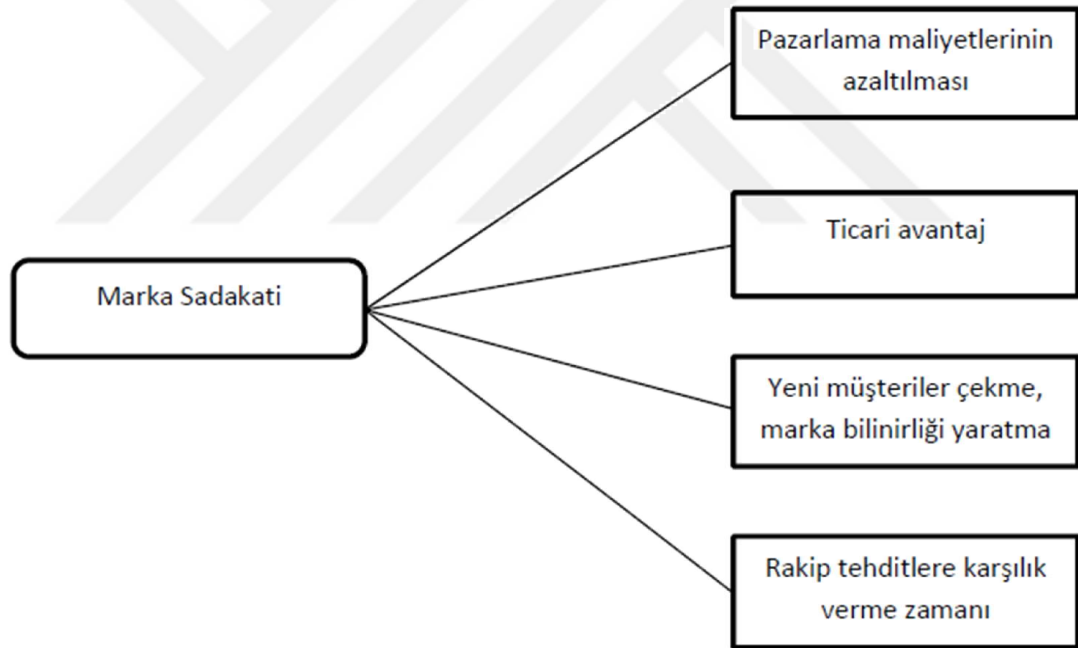 Pazarlama maliyetlerinin
azaltılması
Ticari avantaj
Marka Sadakati
Yeni müşteriler çekme,
marka bilinirliği yaratma
Rakip tehditlere karşılık
verme zamanı